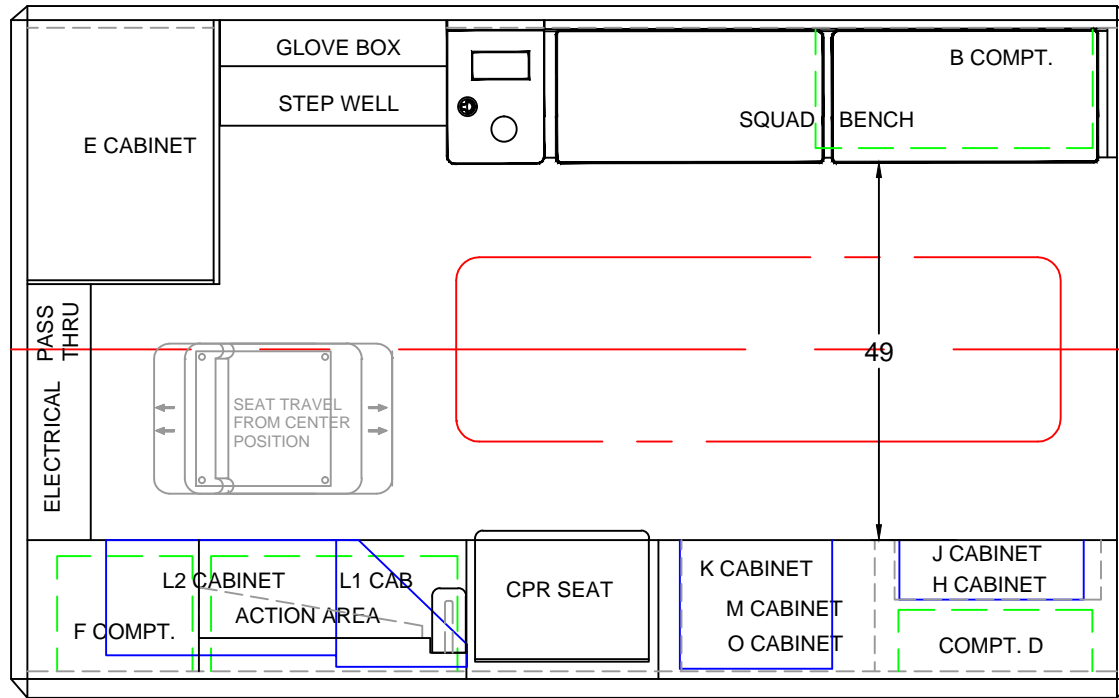 GLOVE BOX
B COMPT.
STEP WELL
SQUAD BENCH
E CABINET
PASS
THRU
ELECTRICAL
49
SEAT TRAVEL
FROM CENTER
POSITION
L2 CABINET
L1 CAB
ACTION AREA
F COMPT.
CPR SEAT
K CABINET
M CABINET
O CABINET
J CABINET
H CABINET
COMPT. D